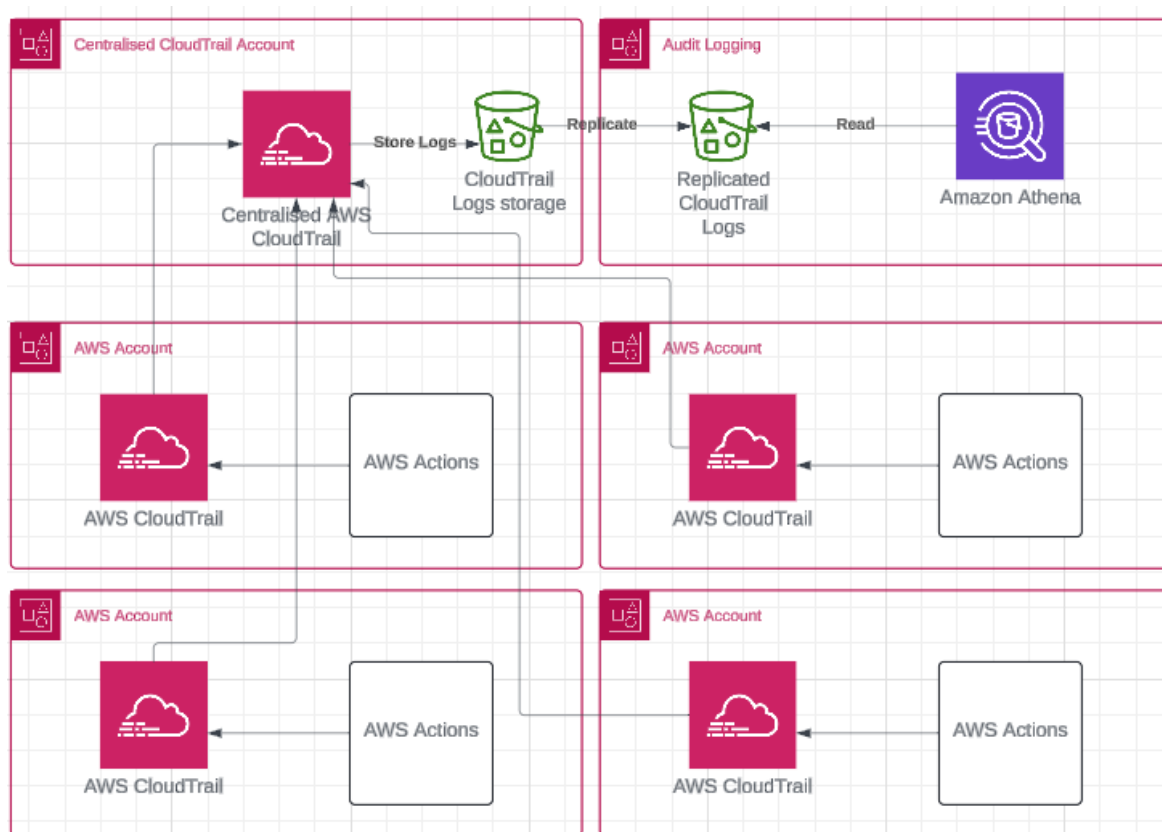 Centralised CloudTrail Account
Audit Logging
Store Logs
Replicate
Read
CloudTrail
Logs storage
Replicated
CloudTrail
Logs
Amazon Athena
Centralised AWS
CloudTrail
AWS Account
AWS Account
AWS Actions
AWS Actions
AWS CloudTrail
AWS CloudTrail
AWS Account
AWS Account
AWS Actions
AWS Actions
AWS CloudTrail
AWS CloudTrail